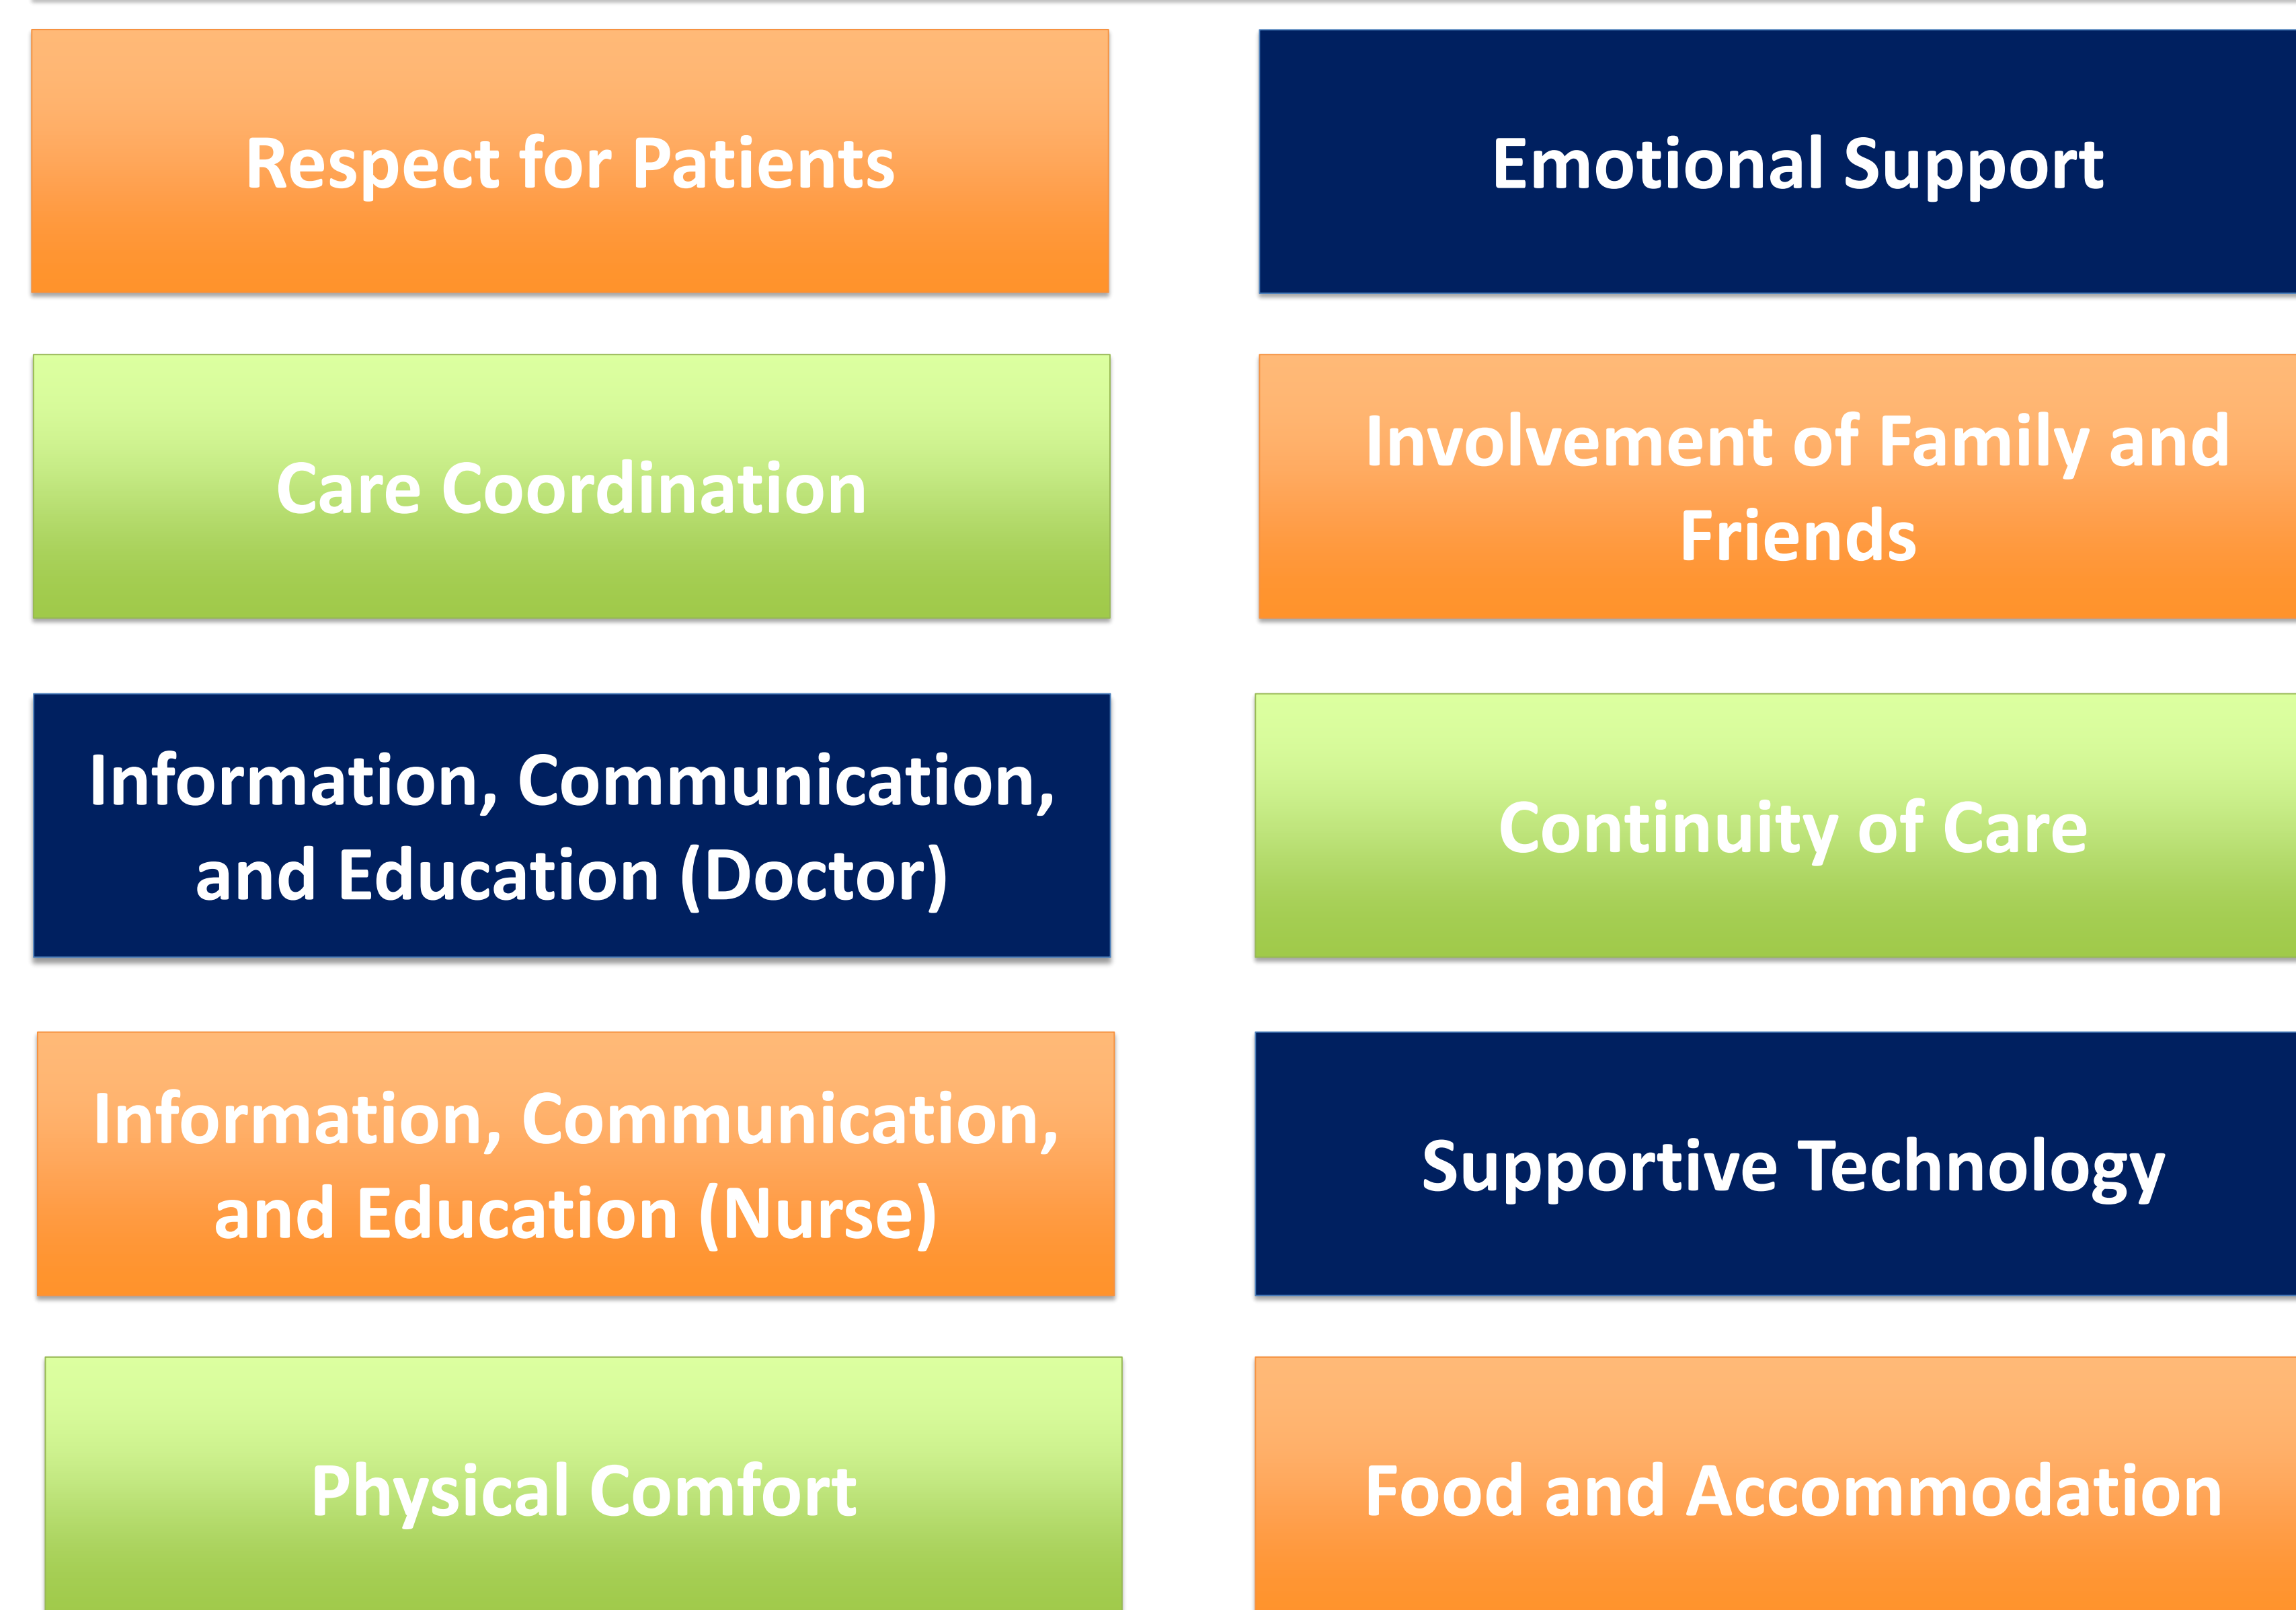 Respect for Patients
Emotional Support
Care Coordination
Involvement of Family and
Friends
Information, Communication,
and Education (Doctor)
Continuity of Care
Information, Communication,
and Education (Nurse)
Supportive Technology
Physical Comfort
Food and Accommodation